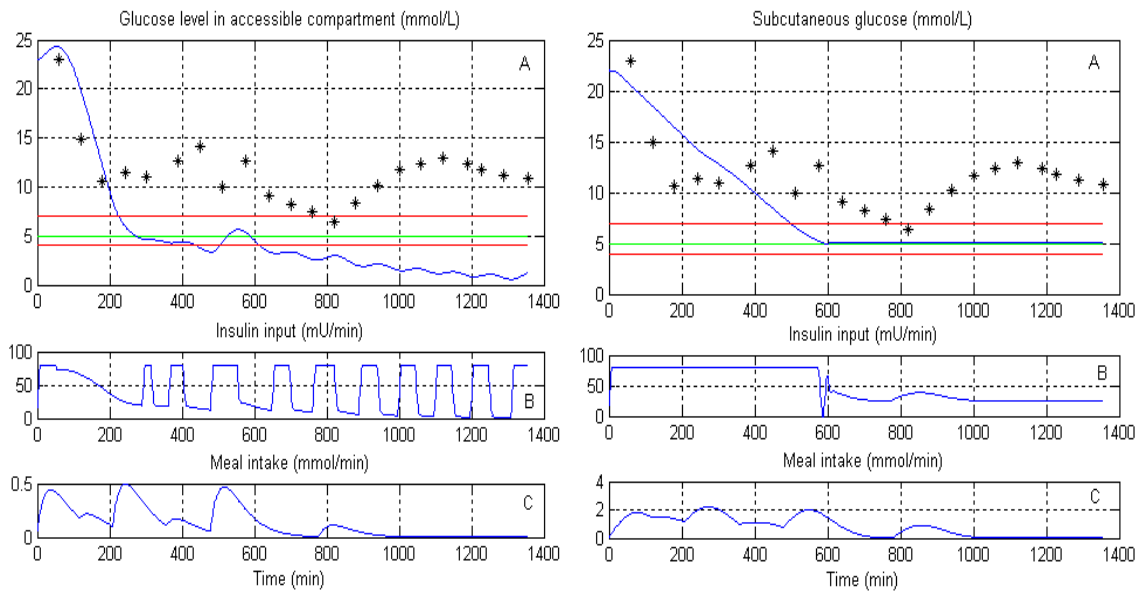 Glucose level in accessible compartment (mmol/L)
25
20
15
10
5
0
A
0 200 400 600 800 1000 1200 1400
Insulin input (mU/min)
100
50
0
B
0 200 400 600 800 1000 1200 1400
Meal intake (mmol/min)
0.5
0
C
0 200 400 600 800 1000 1200 1400
Time (min)
Subcutaneous glucose (mmol/L)
25
20
15
10
5
0
A
0 200 400 600 800 1000 1200 1400
Insulin input (mU/min)
100
50
0
B
0 200 400 600 800 1000 1200 1400
Meal intake (mmol/min)
4
2
0
C
0 200 400 600 800 1000 1200 1400
Time (min)